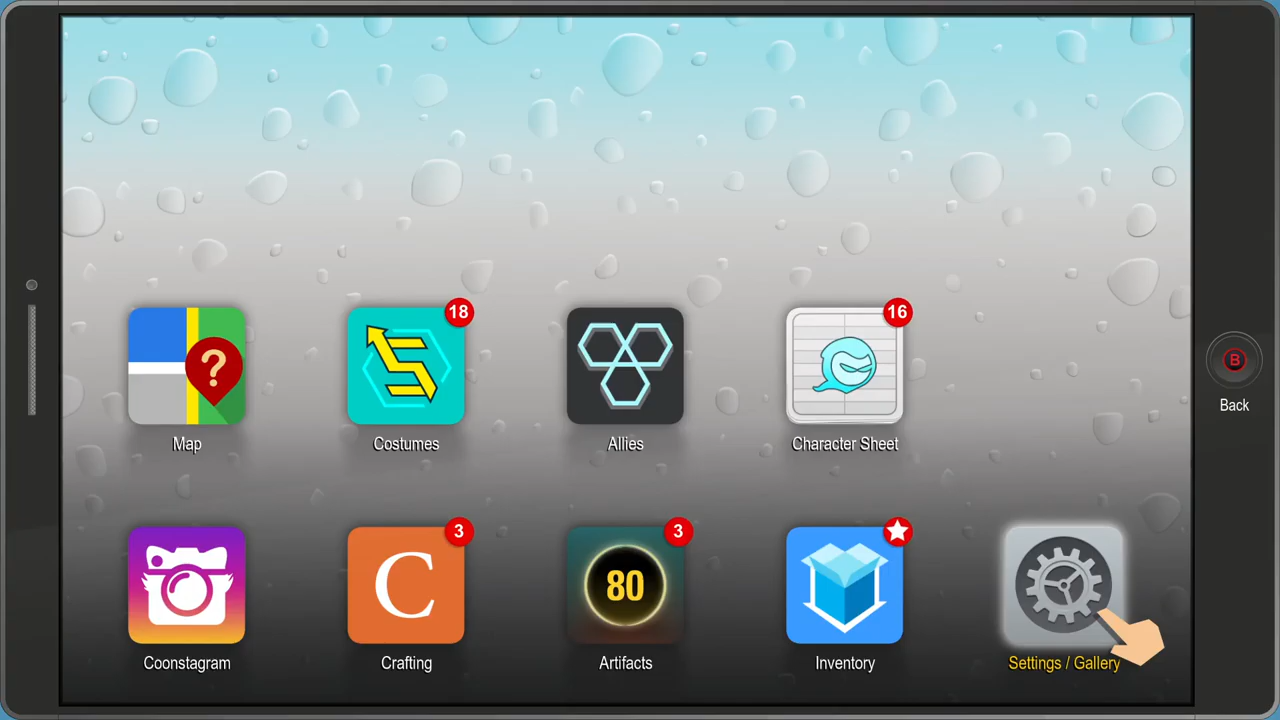 18
16
?
Map
Costumes
Allies
Character Sheet
B
Back
3
3
C
80
Coonstagram
Crafting
Artifacts
Inventory
Settings / Gallery